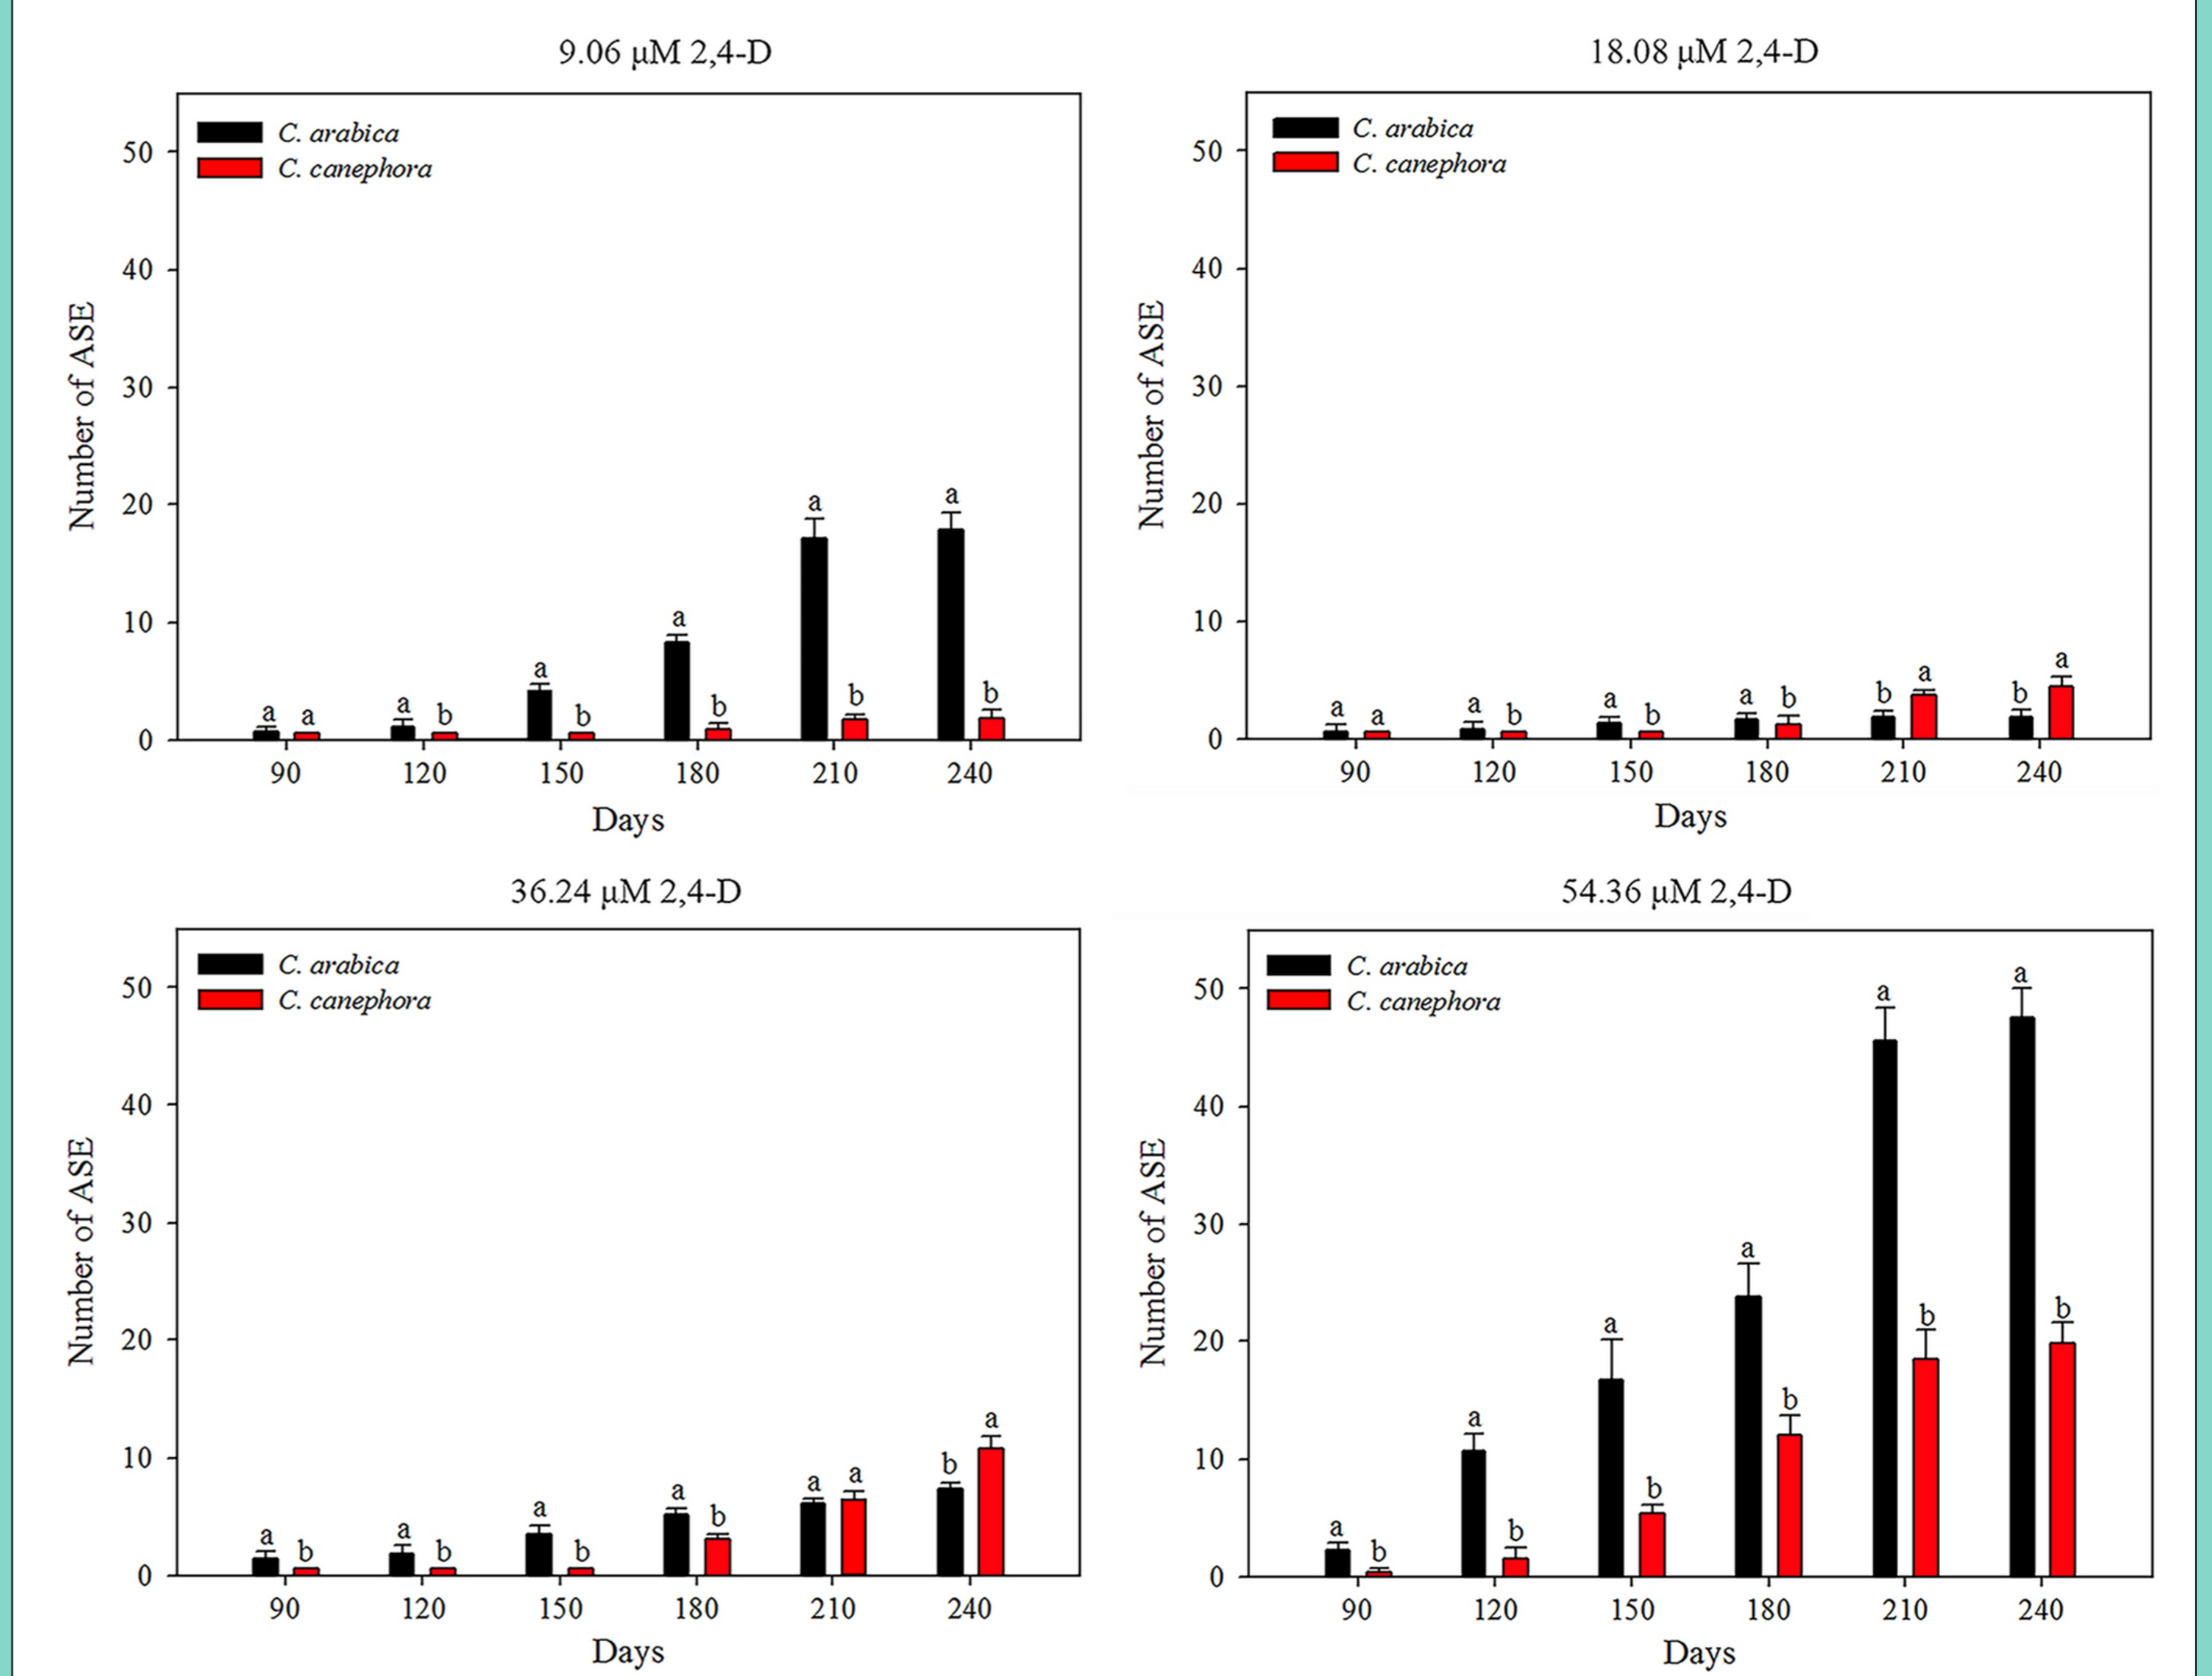 9.06 µM 2,4-D
C. arabica
C. canephora
50
40
30
20
10
0
Number of ASE
a a a b a b a b a b a b
90 120 150 180 210 240
Days
18.08 µM 2,4-D
C. arabica
C. canephora
50
40
30
20
10
0
Number of ASE
a a a b a b a b b a b a
90 120 150 180 210 240
Days
36.24 µM 2,4-D
C. arabica
C. canephora
50
40
30
20
10
0
Number of ASE
a b a b a b a b a a b a
90 120 150 180 210 240
Days
54.36 µM 2,4-D
C. arabica
C. canephora
50
40
30
20
10
0
Number of ASE
a b a b a b a b a b a b
90 120 150 180 210 240
Days